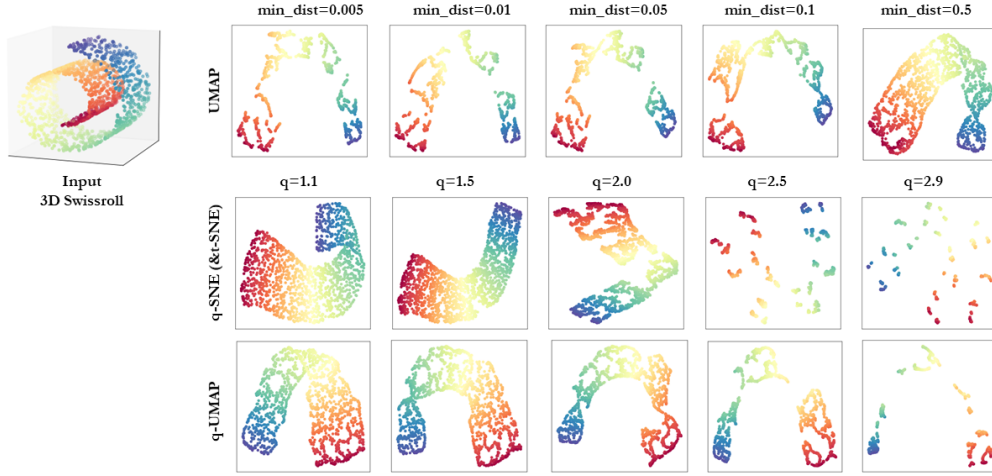 min_dist=0.005 min_dist=0.01 min_dist=0.05 min_dist=0.1 min_dist=0.5
UMAP
Input
3D Swissroll
q=1.1 q=1.5 q=2.0 q=2.5 q=2.9
q-SNE (&t-SNE)
q-UMAP